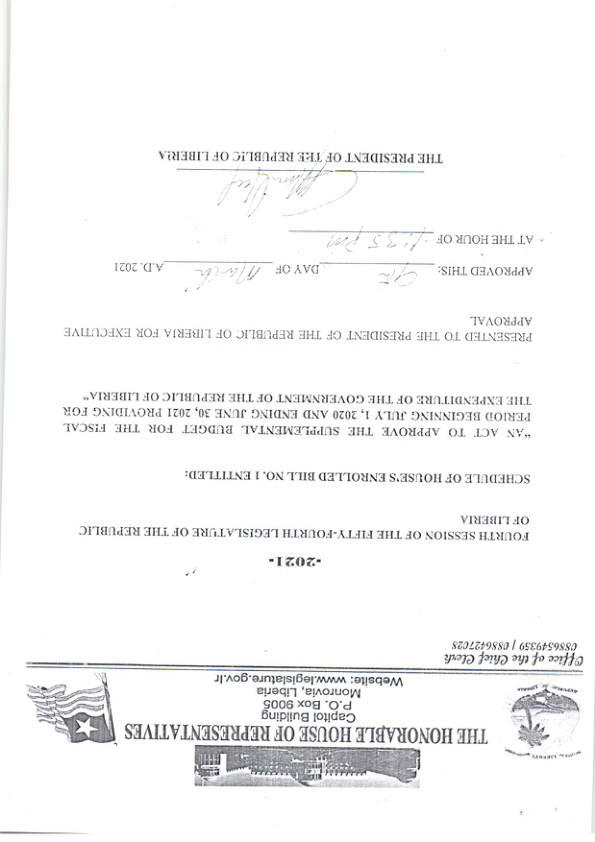 THE HONORABLE HOUSE OF REPRESENTATIVES
Capitol Building
P.O. Box 9005
Monrovia, Liberia
Website: www.legislature.gov.lr
Office of the Chief Clerk
0886549359 | 0886427028
-2021-
FOURTH SESSION OF THE FIFTY-FOURTH LEGISLATURE OF THE REPUBLIC
OF LIBERIA
SCHEDULE OF HOUSE'S ENROLLED BILL NO. 1 ENTITLED:
"AN ACT TO APPROVE THE SUPPLEMENTAL BUDGET FOR THE FISCAL
PERIOD BEGINNING JULY 1, 2020 AND ENDING JUNE 30, 2021 PROVIDING FOR
THE EXPENDITURE OF THE GOVERNMENT OF THE REPUBLIC OF LIBERIA"
PRESENTED TO THE PRESIDENT OF THE REPUBLIC OF LIBERIA FOR EXECUTIVE
APPROVAL
APPROVED THIS: DAY OF March A.D. 2021
AT THE HOUR OF 1:35 pm
THE PRESIDENT OF THE REPUBLIC OF LIBERIA